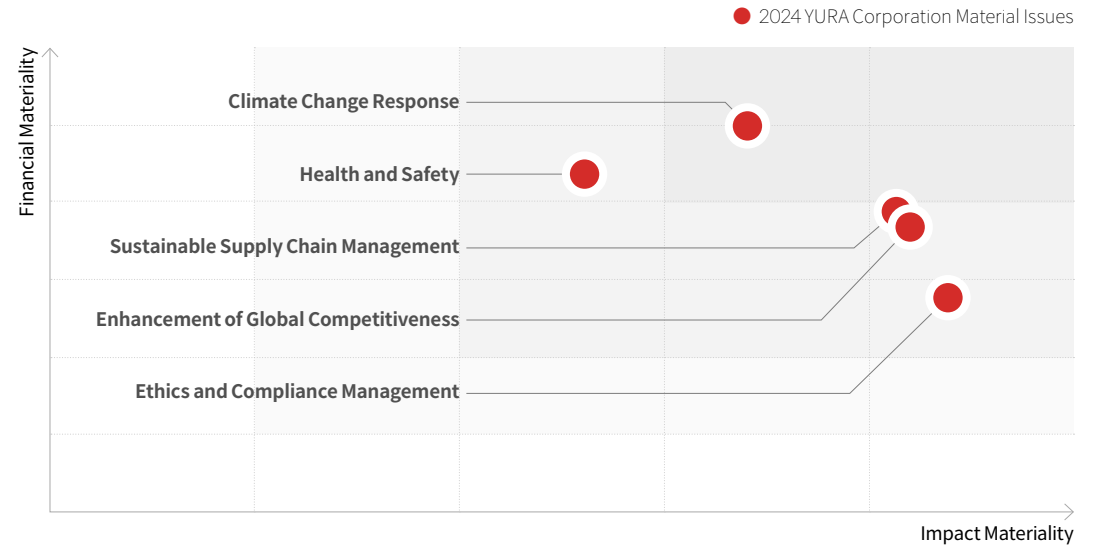 2024 YURA Corporation Material Issues
Financial Materiality
Climate Change Response
Health and Safety
Sustainable Supply Chain Management
Enhancement of Global Competitiveness
Ethics and Compliance Management
Impact Materiality